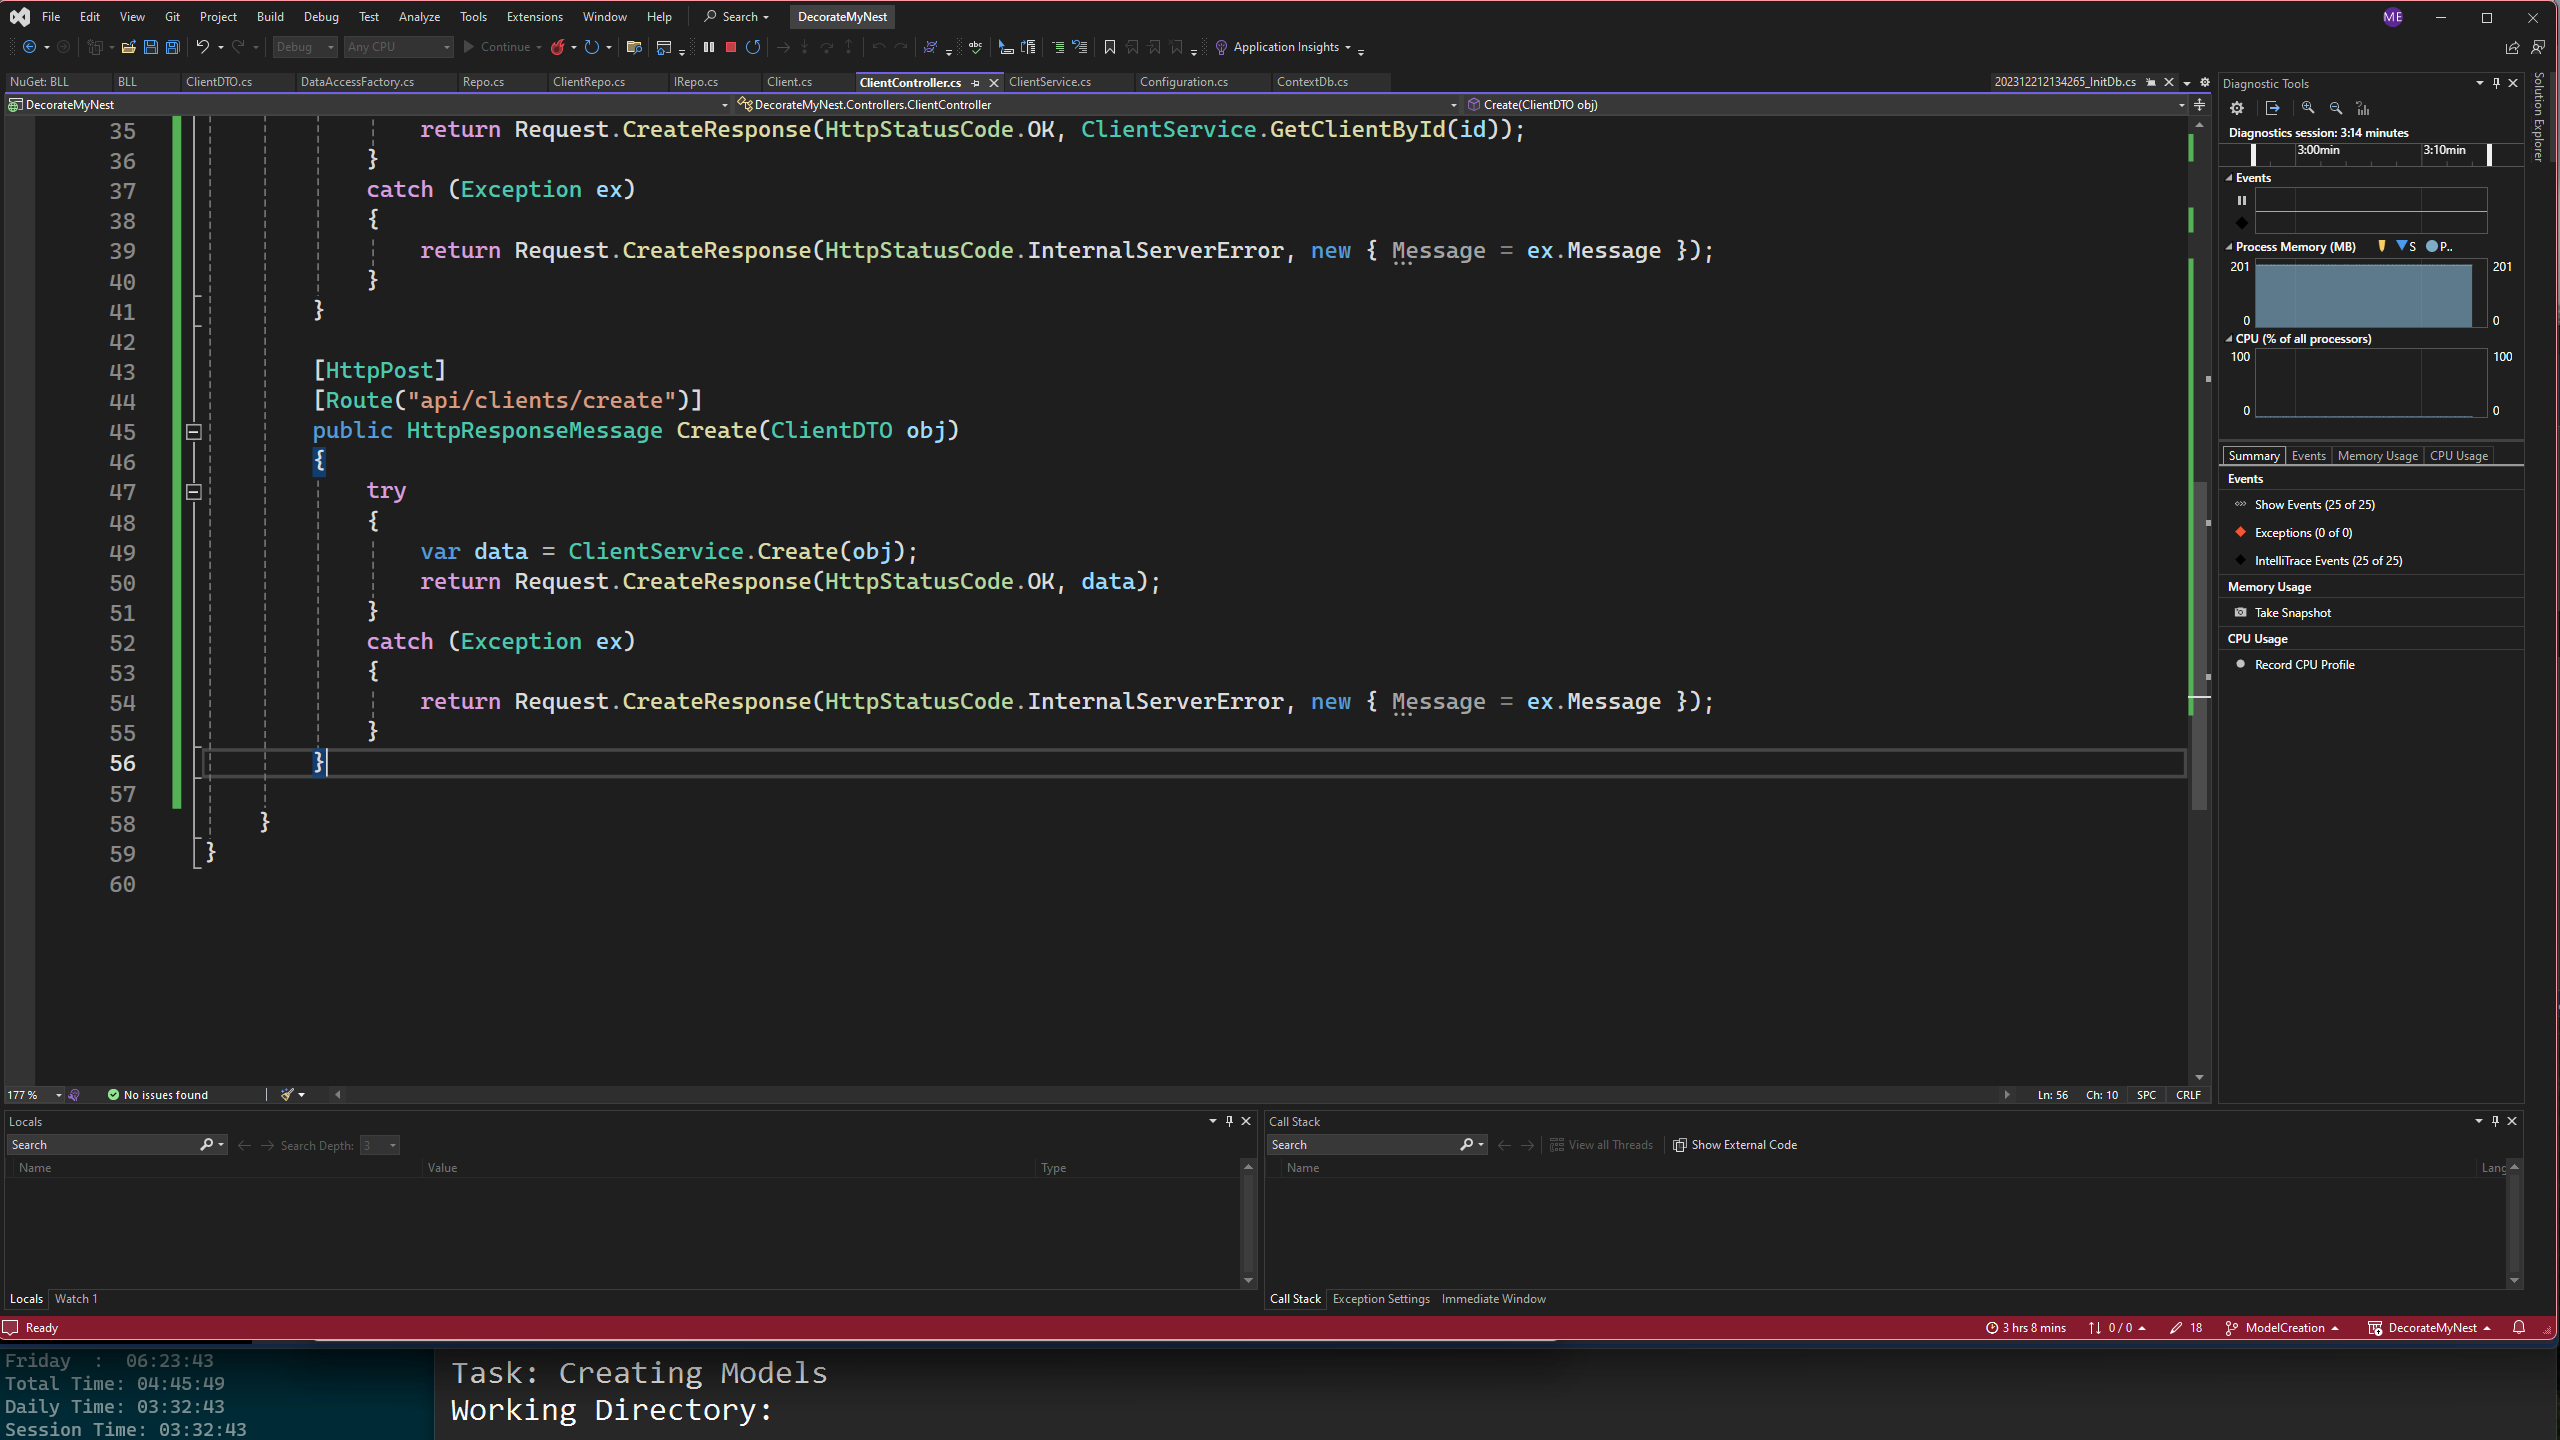 File Edit View Git Project Build Debug Test Analyze Tools Extensions Window Help Search DecorateMyNest ME
Debug Any CPU Continue Application Insights
NuGet: BLL BLL ClientDTO.cs DataAccessFactory.cs Repo.cs ClientRepo.cs IRepo.cs Client.cs ClientController.cs ClientService.cs Configuration.cs ContextDb.cs 202312212134265_InitDb.cs
DecorateMyNest DecorateMyNest.Controllers.ClientController Create(ClientDTO obj)
35 return Request.CreateResponse(HttpStatusCode.OK, ClientService.GetClientById(id));
36 }
37 catch (Exception ex)
38 {
39 return Request.CreateResponse(HttpStatusCode.InternalServerError, new { Message = ex.Message });
40 }
41 }
42
43 [HttpPost]
44 [Route("api/clients/create")]
45 public HttpResponseMessage Create(ClientDTO obj)
46 {
47 try
48 {
49 var data = ClientService.Create(obj);
50 return Request.CreateResponse(HttpStatusCode.OK, data);
51 }
52 catch (Exception ex)
53 {
54 return Request.CreateResponse(HttpStatusCode.InternalServerError, new { Message = ex.Message });
55 }
56 }
57
58 }
59 }
60
177 % No issues found Ln: 56 Ch: 10 SPC CRLF
Diagnostic Tools
Diagnostics session: 3:14 minutes
3:00min 3:10min
Events
Process Memory (MB) S P..
201 201
0 0
CPU (% of all processors)
100 100
0 0
Summary Events Memory Usage CPU Usage
Events
Show Events (25 of 25)
Exceptions (0 of 0)
IntelliTrace Events (25 of 25)
Memory Usage
Take Snapshot
CPU Usage
Record CPU Profile
Solution Explorer
Locals
Search Search Depth: 3
Name Value Type
Locals Watch 1
Call Stack
Search View all Threads Show External Code
Name Lang
Call Stack Exception Settings Immediate Window
Ready 3 hrs 8 mins 0 / 0 18 ModelCreation DecorateMyNest
Friday : 06:23:43
Total Time: 04:45:49
Daily Time: 03:32:43
Session Time: 03:32:43
Task: Creating Models
Working Directory: